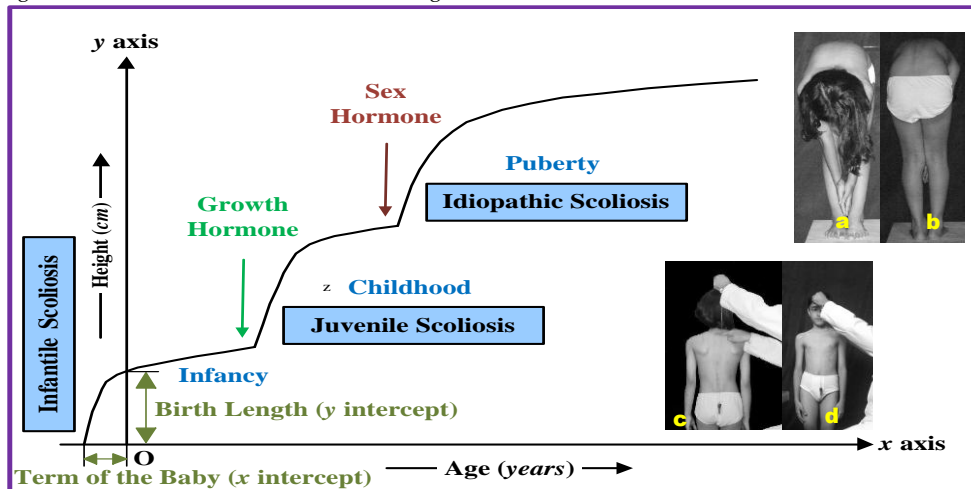 y axis
Sex
Hormone
Puberty
Idiopathic Scoliosis
Growth
Hormone
Height (cm)
z
Childhood
Juvenile Scoliosis
Infantile Scoliosis
Infancy
Birth Length (y intercept)
O
x axis
Term of the Baby (x intercept)
Age (years)
a
b
c
d